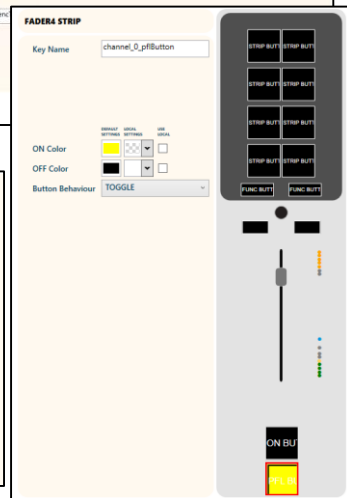 FADER4 STRIP
Key Name
channel_0_pflButton
DEFAULT SETTINGS
LOCAL SETTINGS
USE LOCAL
ON Color
OFF Color
Button Behaviour
TOGGLE
STRIP BUTT STRIP BUTT
STRIP BUTT STRIP BUTT
STRIP BUTT STRIP BUTT
STRIP BUTT STRIP BUTT
FUNC BUTT FUNC BUTT
ON BUT
PFL BU